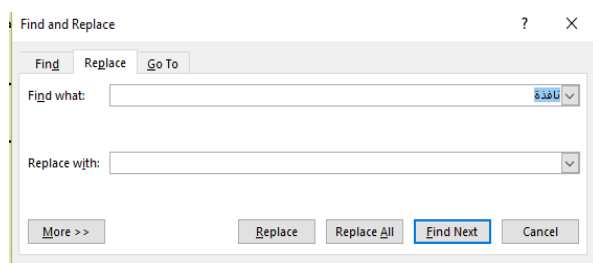 Find and Replace ? ×
Find Replace Go To
Find what: نافذة
Replace with:
More >> Replace Replace All Find Next Cancel